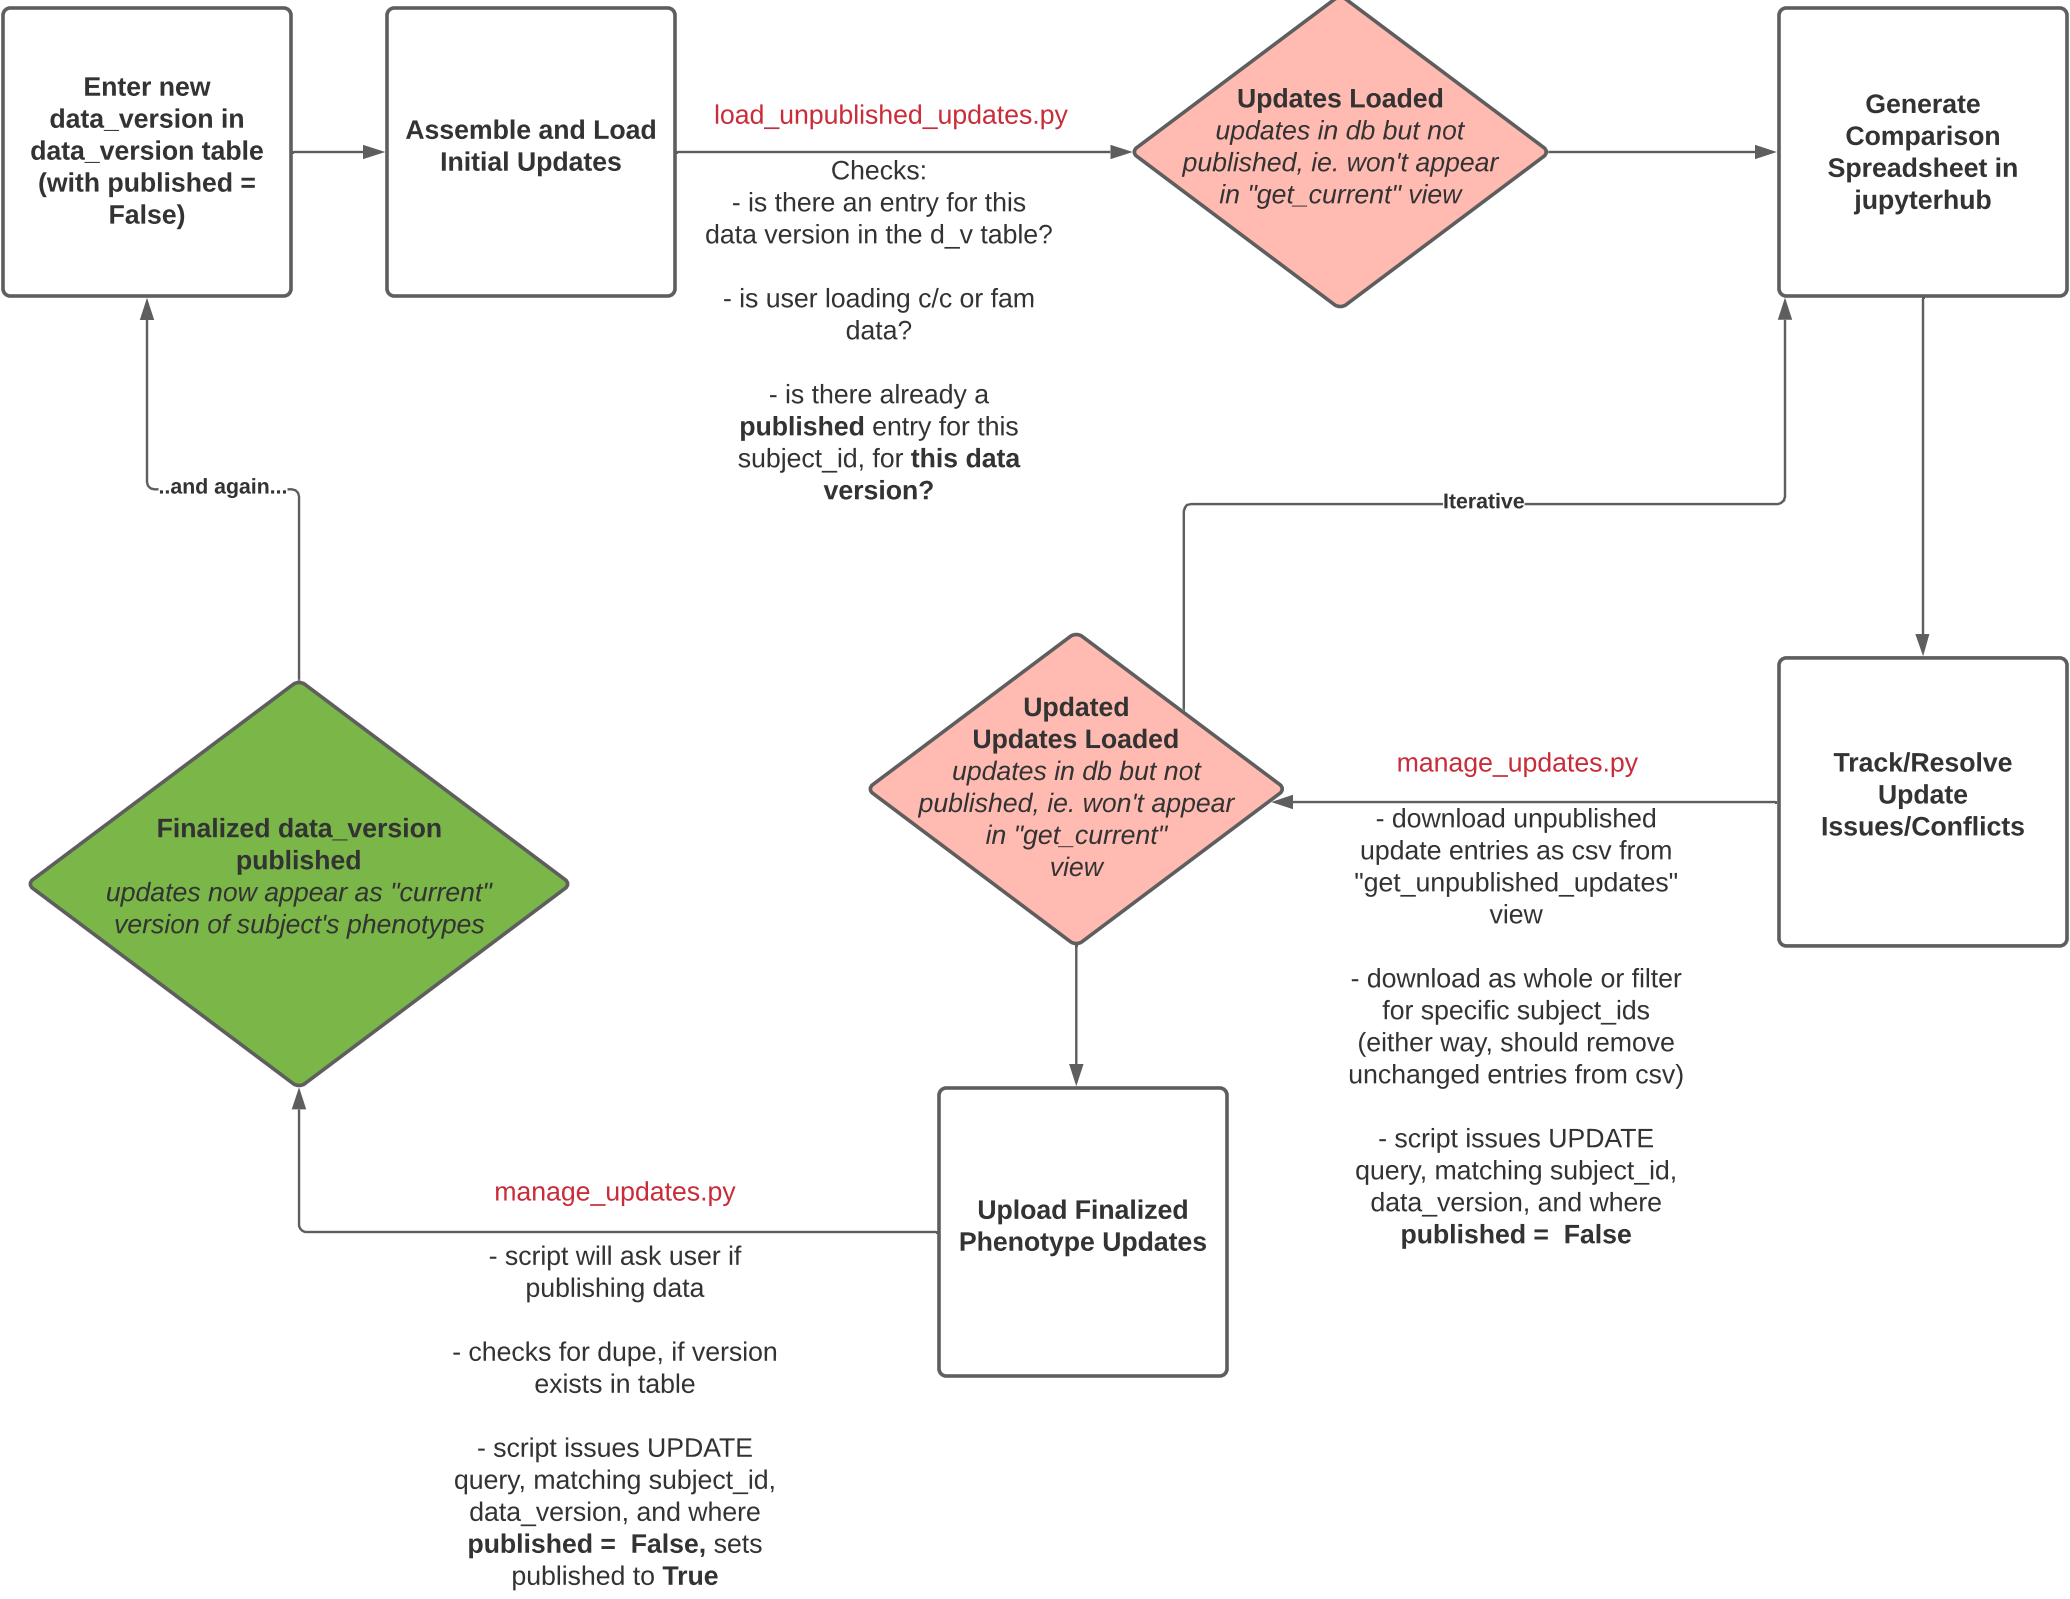 Enter new
data_version in
data_version table
(with published =
False)
Assemble and Load
Initial Updates
load_unpublished_updates.py
Checks:
- is there an entry for this
data version in the d_v table?
- is user loading c/c or fam
data?
- is there already a
published entry for this
subject_id, for this data
version?
Updates Loaded
updates in db but not
published, ie. won't appear
in "get_current" view
Generate
Comparison
Spreadsheet in
jupyterhub
..and again...
Iterative
Track/Resolve
Update
Issues/Conflicts
manage_updates.py
- download unpublished
update entries as csv from
"get_unpublished_updates"
view
- download as whole or filter
for specific subject_ids
(either way, should remove
unchanged entries from csv)
- script issues UPDATE
query, matching subject_id,
data_version, and where
published =  False
Updated
Updates Loaded
updates in db but not
published, ie. won't appear
in "get_current"
view
Upload Finalized
Phenotype Updates
manage_updates.py
- script will ask user if
publishing data
- checks for dupe, if version
exists in table
- script issues UPDATE
query, matching subject_id,
data_version, and where
published =  False, sets
published to True
Finalized data_version
published
updates now appear as "current"
version of subject's phenotypes